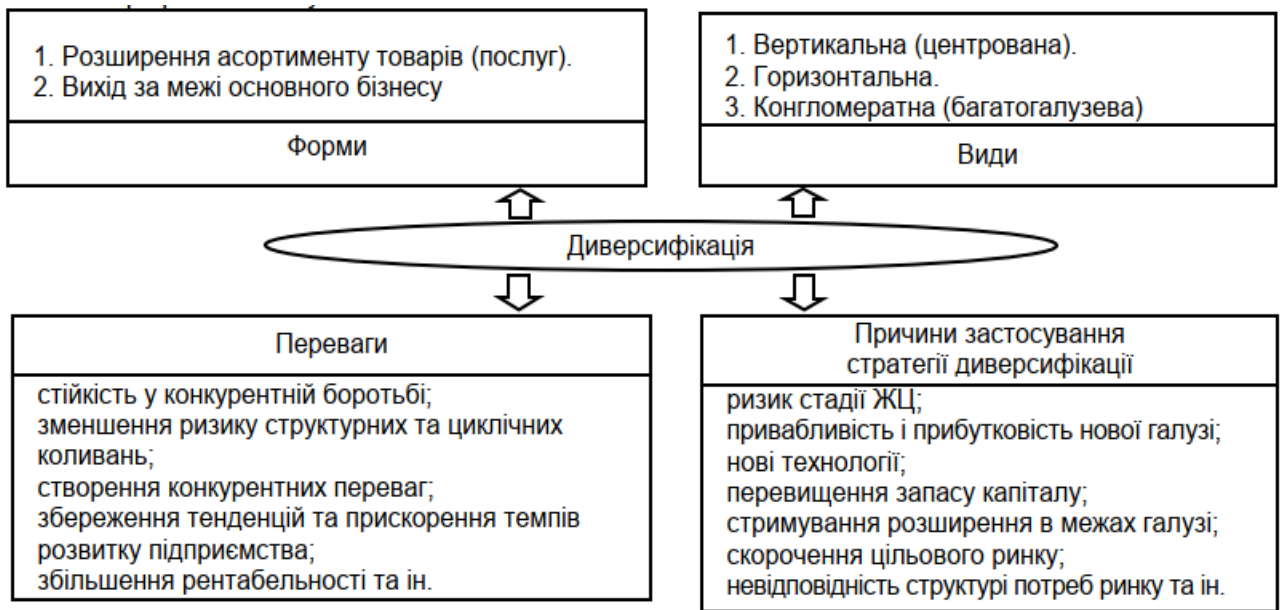 1. Розширення асортименту товарів (послуг).
2. Вихід за межі основного бізнесу
Форми
1. Вертикальна (центрована).
2. Горизонтальна.
3. Конгломератна (багатогалузева)
Види
Диверсифікація
Переваги
стійкість у конкурентній боротьбі;
зменшення ризику структурних та циклічних
коливань;
створення конкурентних переваг;
збереження тенденцій та прискорення темпів
розвитку підприємства;
збільшення рентабельності та ін.
Причини застосування
стратегії диверсифікації
ризик стадії ЖЦ;
привабливість і прибутковість нової галузі;
нові технології;
перевищення запасу капіталу;
стримування розширення в межах галузі;
скорочення цільового ринку;
невідповідність структурі потреб ринку та ін.